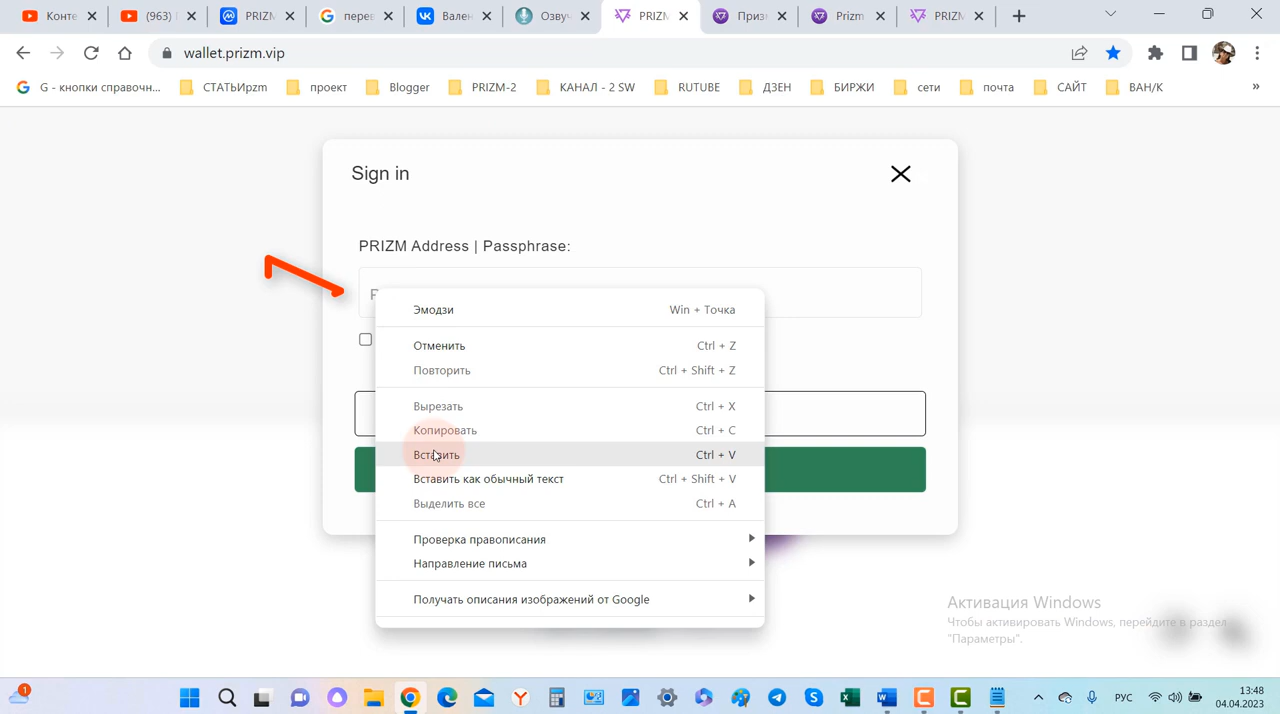 Конте
(963)
PRIZM
перев
Вален
Озвуч
PRIZM
При
Prizm
PRIZM
wallet.prizm.vip
G - кнопки справочн...
СТАТЬИpzm
проект
Blogger
PRIZM-2
КАНАЛ - 2 SW
RUTUBE
ДЗЕН
БИРЖИ
сети
почта
САЙТ
ВАН/К
»
Sign in
PRIZM Address | Passphrase:
Эмодзи Win + Точка
Отменить Ctrl + Z
Повторить Ctrl + Shift + Z
Вырезать Ctrl + X
Копировать Ctrl + C
Вставить Ctrl + V
Вставить как обычный текст Ctrl + Shift + V
Выделить все Ctrl + A
Проверка правописания
Направление письма
Получать описания изображений от Google
Активация Windows
Чтобы активировать Windows, перейдите в раздел
"Параметры".
1
РУС
13:48
04.04.2023